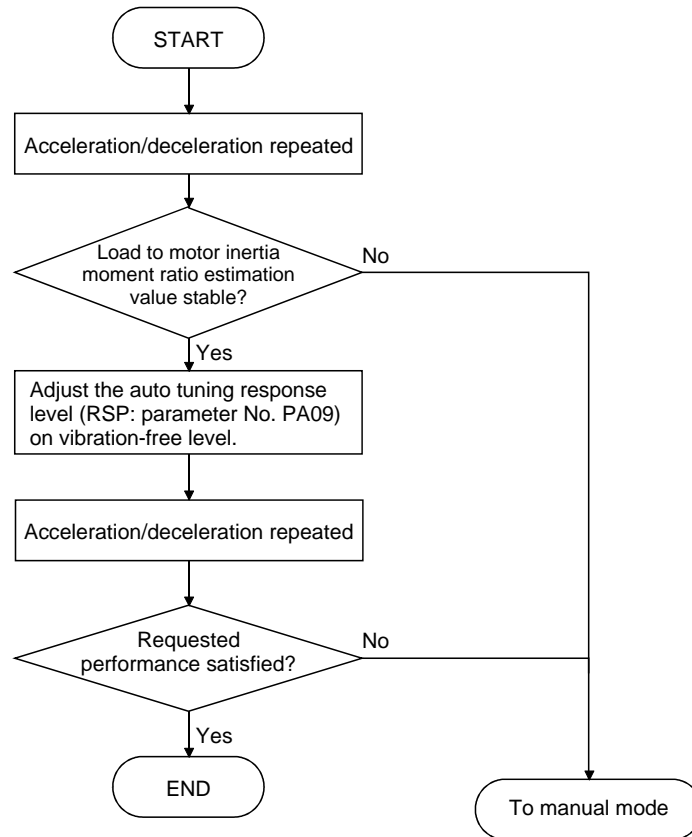 START
Acceleration/deceleration repeated
Load to motor inertia
moment ratio estimation
value stable?
No
Yes
Adjust the auto tuning response
level (RSP: parameter No. PA09)
on vibration-free level.
Acceleration/deceleration repeated
Requested
performance satisfied?
No
Yes
END
To manual mode